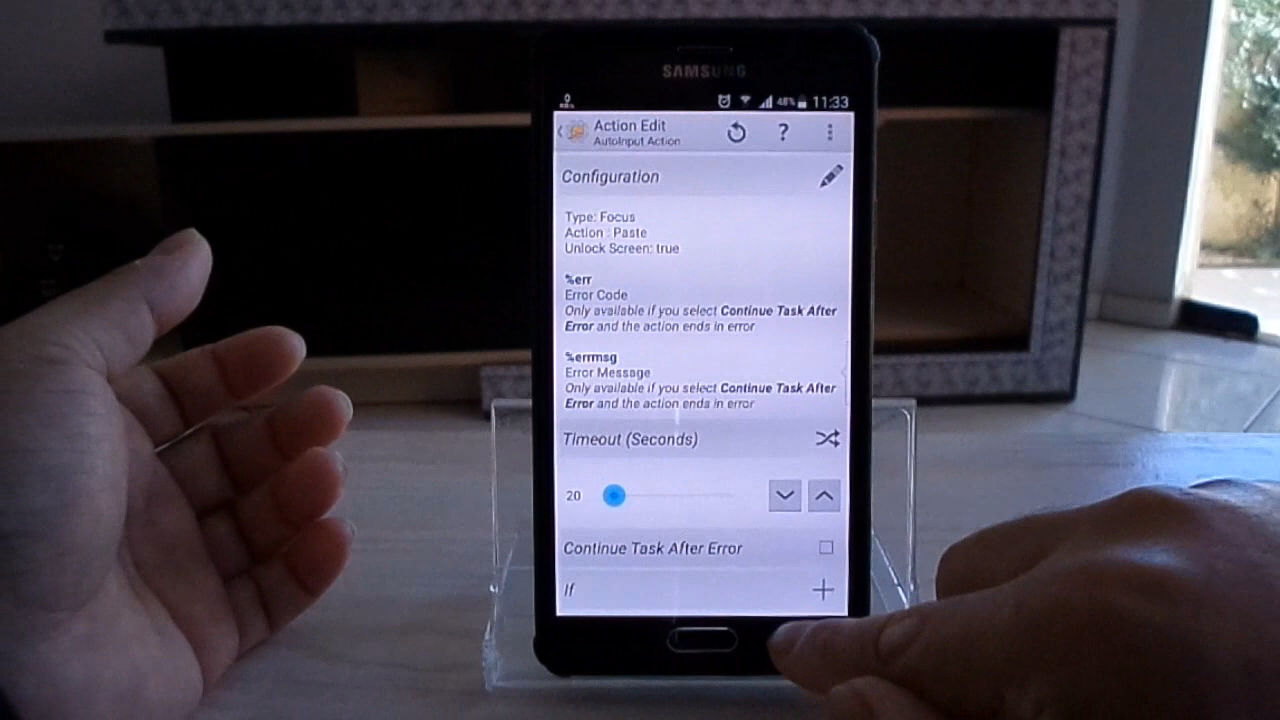 SAMSUNG
0
48% 11:33
Action Edit
AutoInput Action
?
Configuration
Type: Focus
Action : Paste
Unlock Screen: true
%err
Error Code
Only available if you select Continue Task After
Error and the action ends in error
%errmsg
Error Message
Only available if you select Continue Task After
Error and the action ends in error
Timeout (Seconds)
20
Continue Task After Error
If